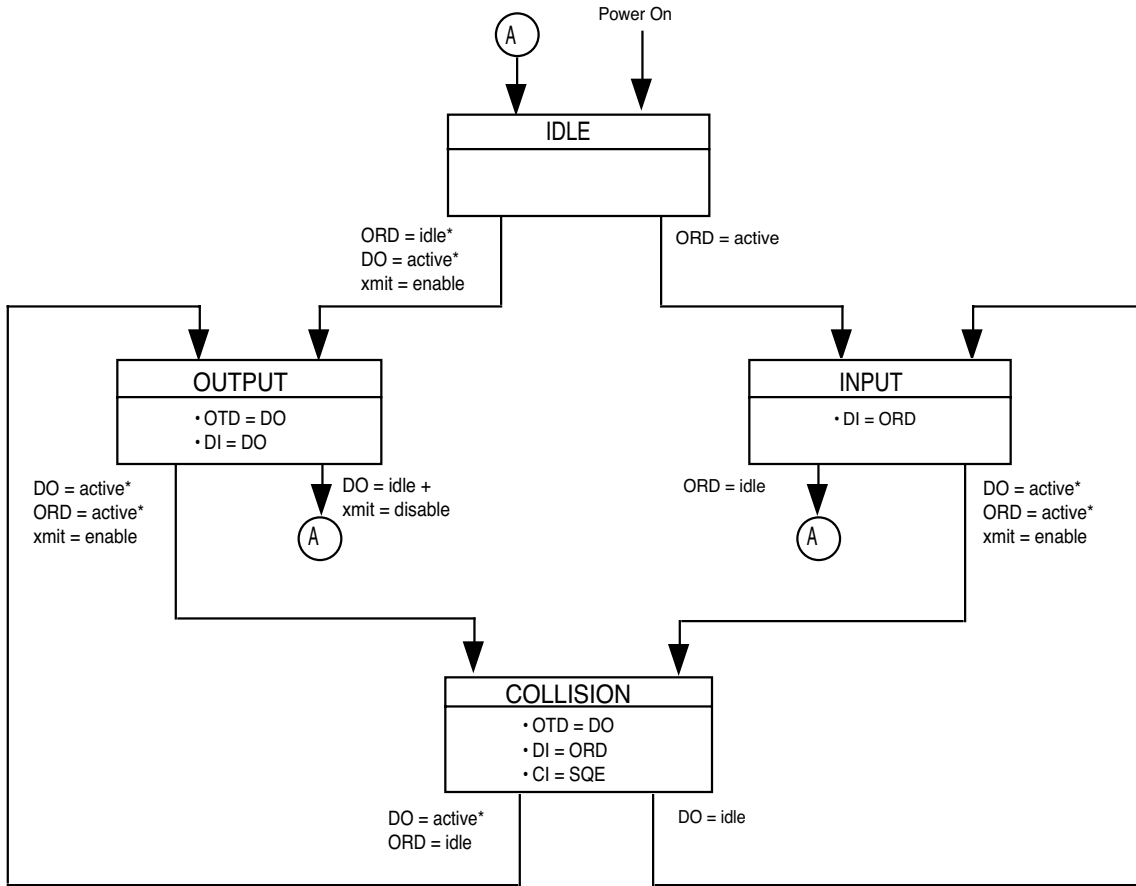 Power On
A
IDLE
ORD = idle*
DO = active*
xmit = enable
ORD = active
OUTPUT
• OTD = DO
• DI = DO
INPUT
• DI = ORD
DO = active*
ORD = active*
xmit = enable
DO = idle +
xmit = disable
A
ORD = idle
A
DO = active*
ORD = active*
xmit = enable
COLLISION
• OTD = DO
• DI = ORD
• CI = SQE
DO = active*
ORD = idle
DO = idle